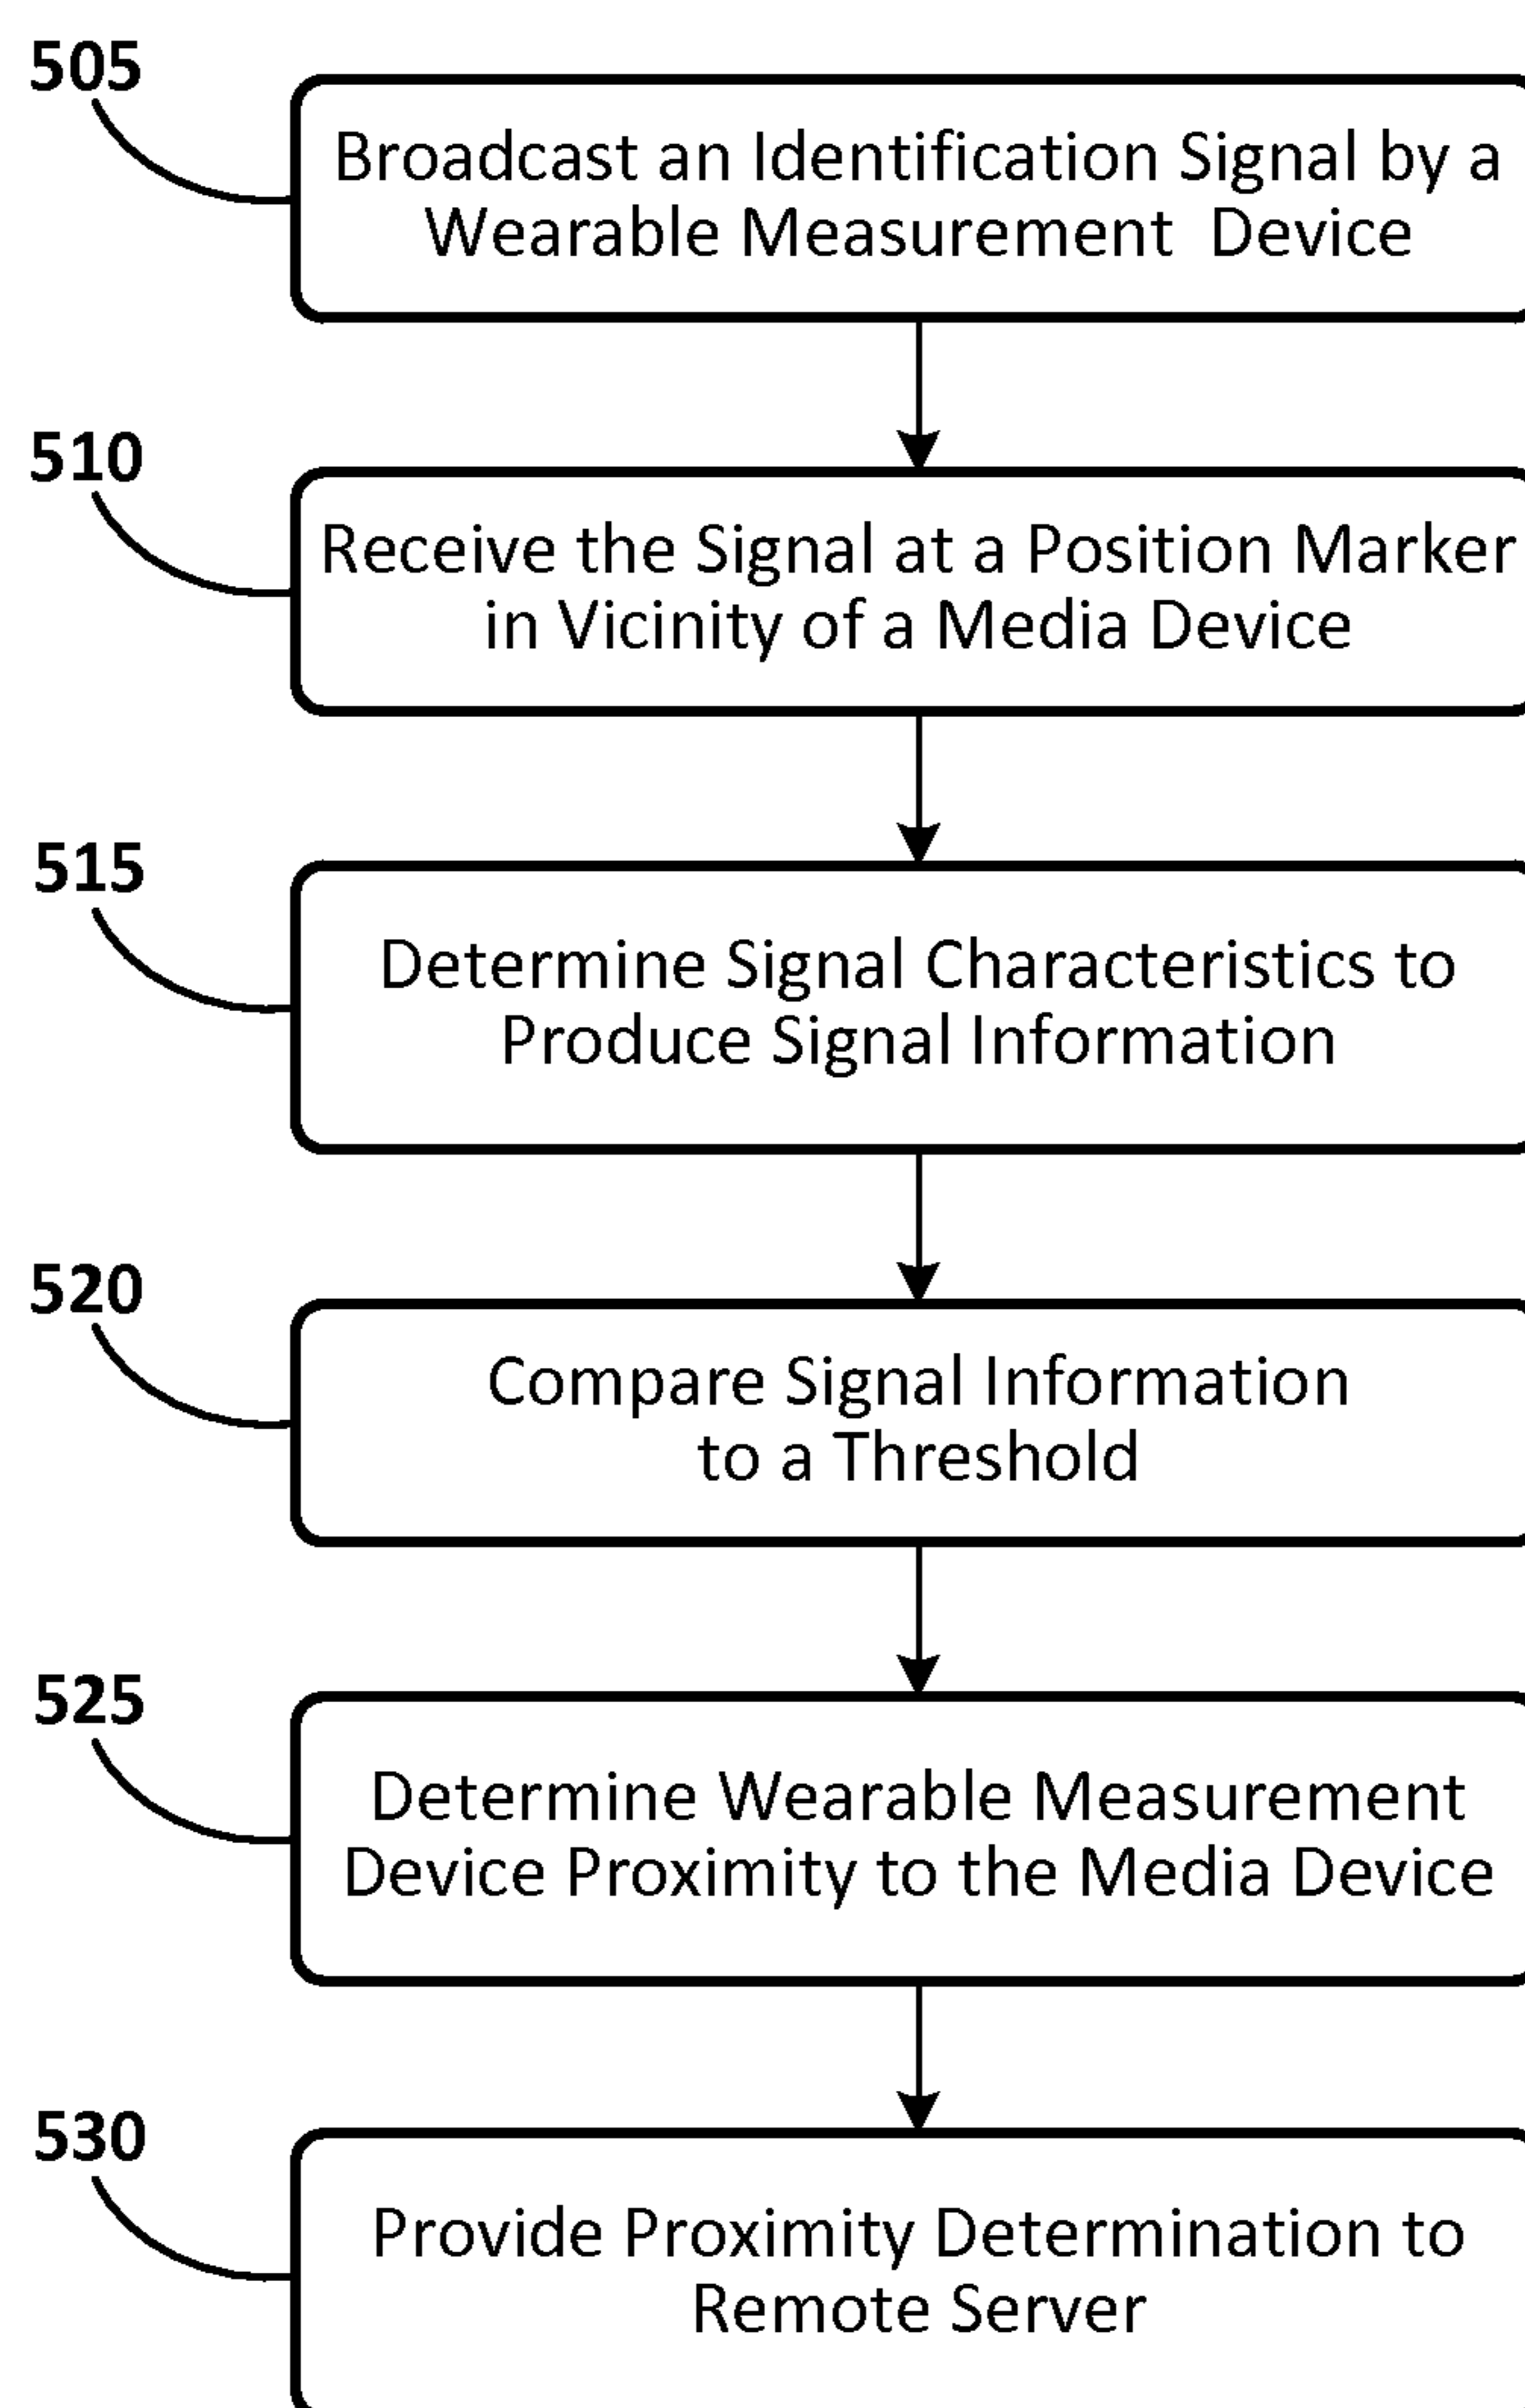 505
Broadcast an Identification Signal by a
Wearable Measurement Device
510
Receive the Signal at a Position Marker
in Vicinity of a Media Device
515
Determine Signal Characteristics to
Produce Signal Information
520
Compare Signal Information
to a Threshold
525
Determine Wearable Measurement
Device Proximity to the Media Device
530
Provide Proximity Determination to
Remote Server